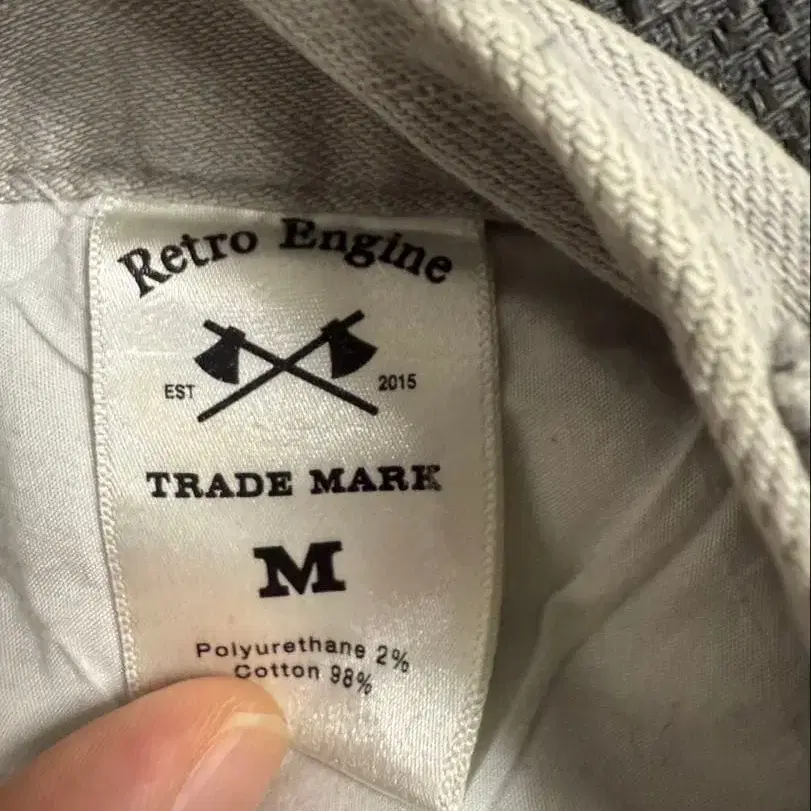 Retro Engine
EST 2015
TRADE MARK
M
Polyurethane 2%
Cotton 98%